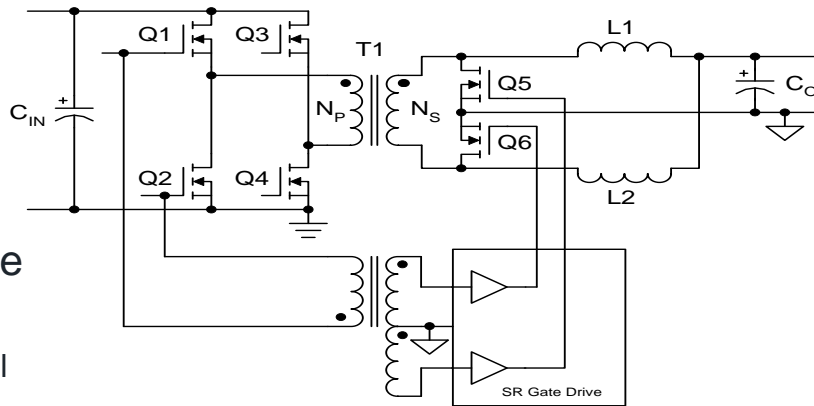 Q1
Q3
T1
L1
C_IN
N_P
N_S
Q5
C_O
Q6
Q2
Q4
L2
e
l
SR Gate Drive